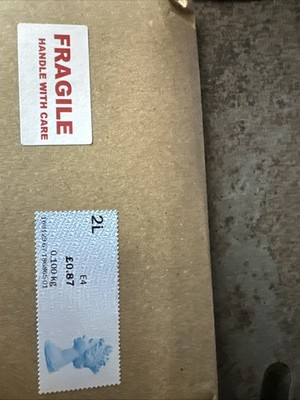 FRAGILE
HANDLE WITH CARE
2L
E4
£0.87
0.100 kg